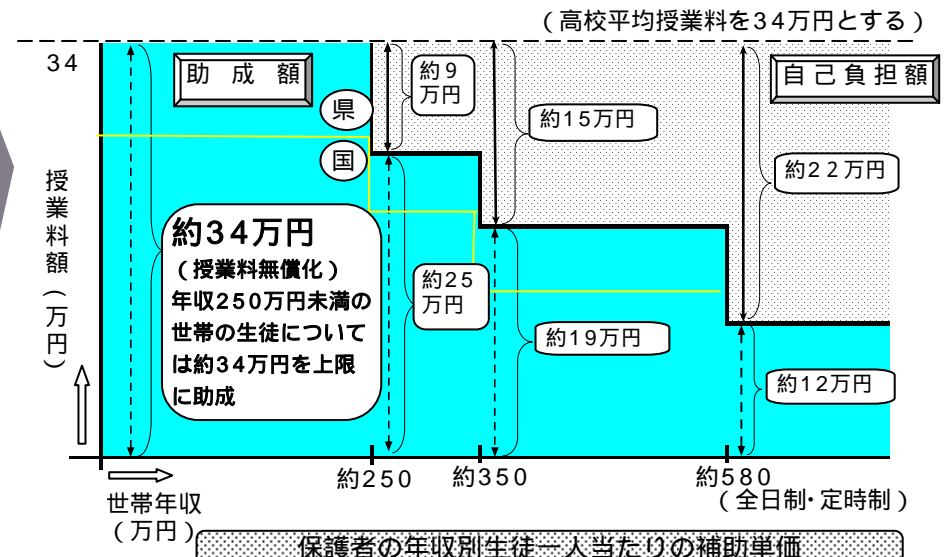 （高校平均授業料を34万円とする）
34
助成額
自己負担額
約9
万円
県
約15万円
国
約22万円
授業料額（万円）
約34万円
（授業料無償化）
年収250万円未満の
世帯の生徒について
は約34万円を上限
に助成
約25
万円
約19万円
約12万円
約250
約350
約580
世帯年収
（万円）
（全日制・定時制）
保護者の年収別生徒一人当たりの補助単価